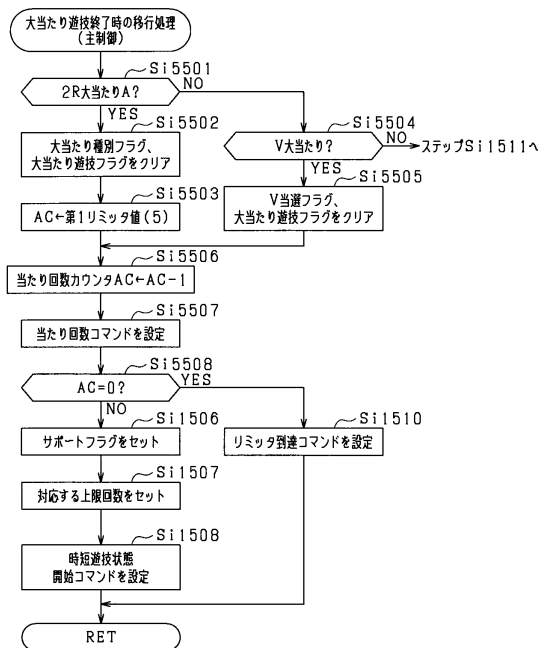 大当たり遊技終了時の移行処理
(主制御)
Si5501
2R大当たりA?
NO
YES
Si5502
大当たり種別フラグ、
大当たり遊技フラグをクリア
Si5503
AC←第1リミッタ値(5)
Si5504
V大当たり?
NO
ステップSi1511へ
YES
Si5505
V当選フラグ、
大当たり遊技フラグをクリア
Si5506
当たり回数カウンタAC←AC-1
Si5507
当たり回数コマンドを設定
Si5508
AC=0?
YES
NO
Si1506
サポートフラグをセット
Si1510
リミッタ到達コマンドを設定
Si1507
対応する上限回数をセット
Si1508
時短遊技状態
開始コマンドを設定
RET